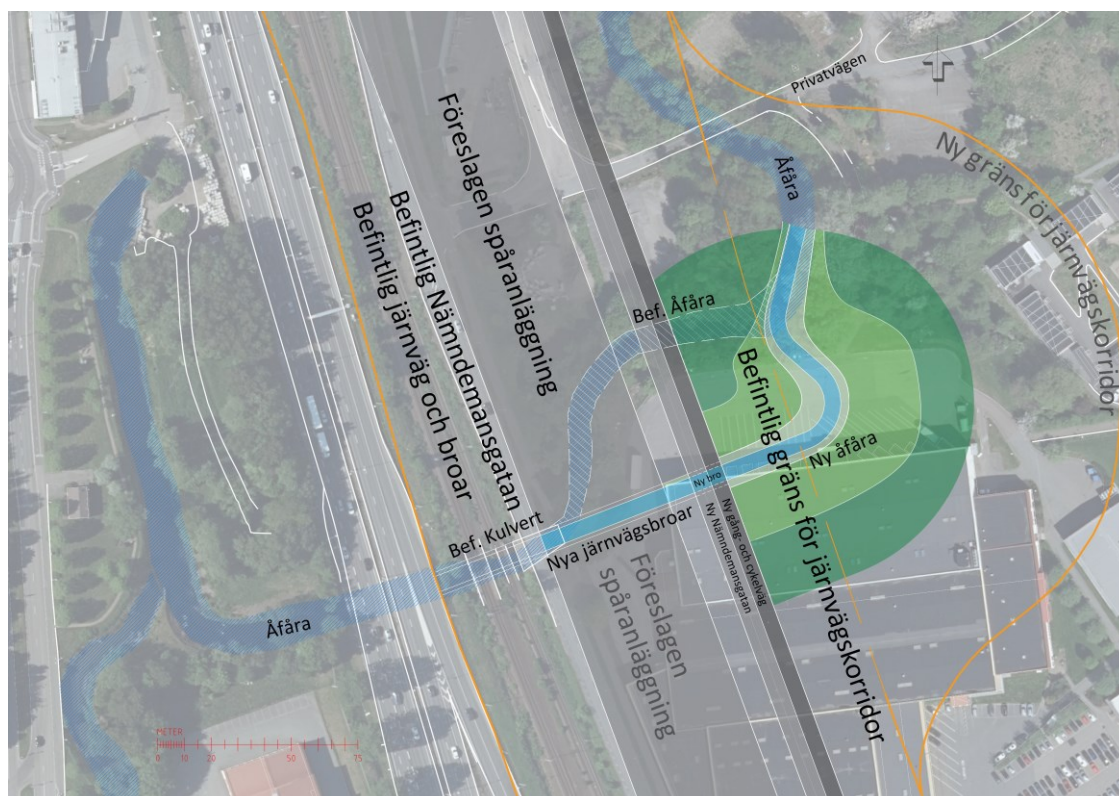 Privatvägen
Ny gräns för järnvägskorridor
Åfåra
Föreslagen spåranläggning
Befintlig Nämndemansgatan
Befintlig järnväg och broar
Bef. Åfåra
Befintlig gräns för järnvägskorridor
Ny åfåra
Ny bro
Bef. Kulvert
Nya järnvägsbroar
Ny gång- och cykelväg
Ny Nämndemansgatan
Föreslagen
spåranläggning
Åfåra
METER
0 10 20 50 75